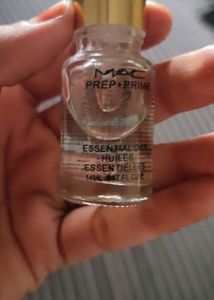 MAC
PREP+PRIME
ESSENTIAL OILS
HUILES
ESSENTIELLES
14ML